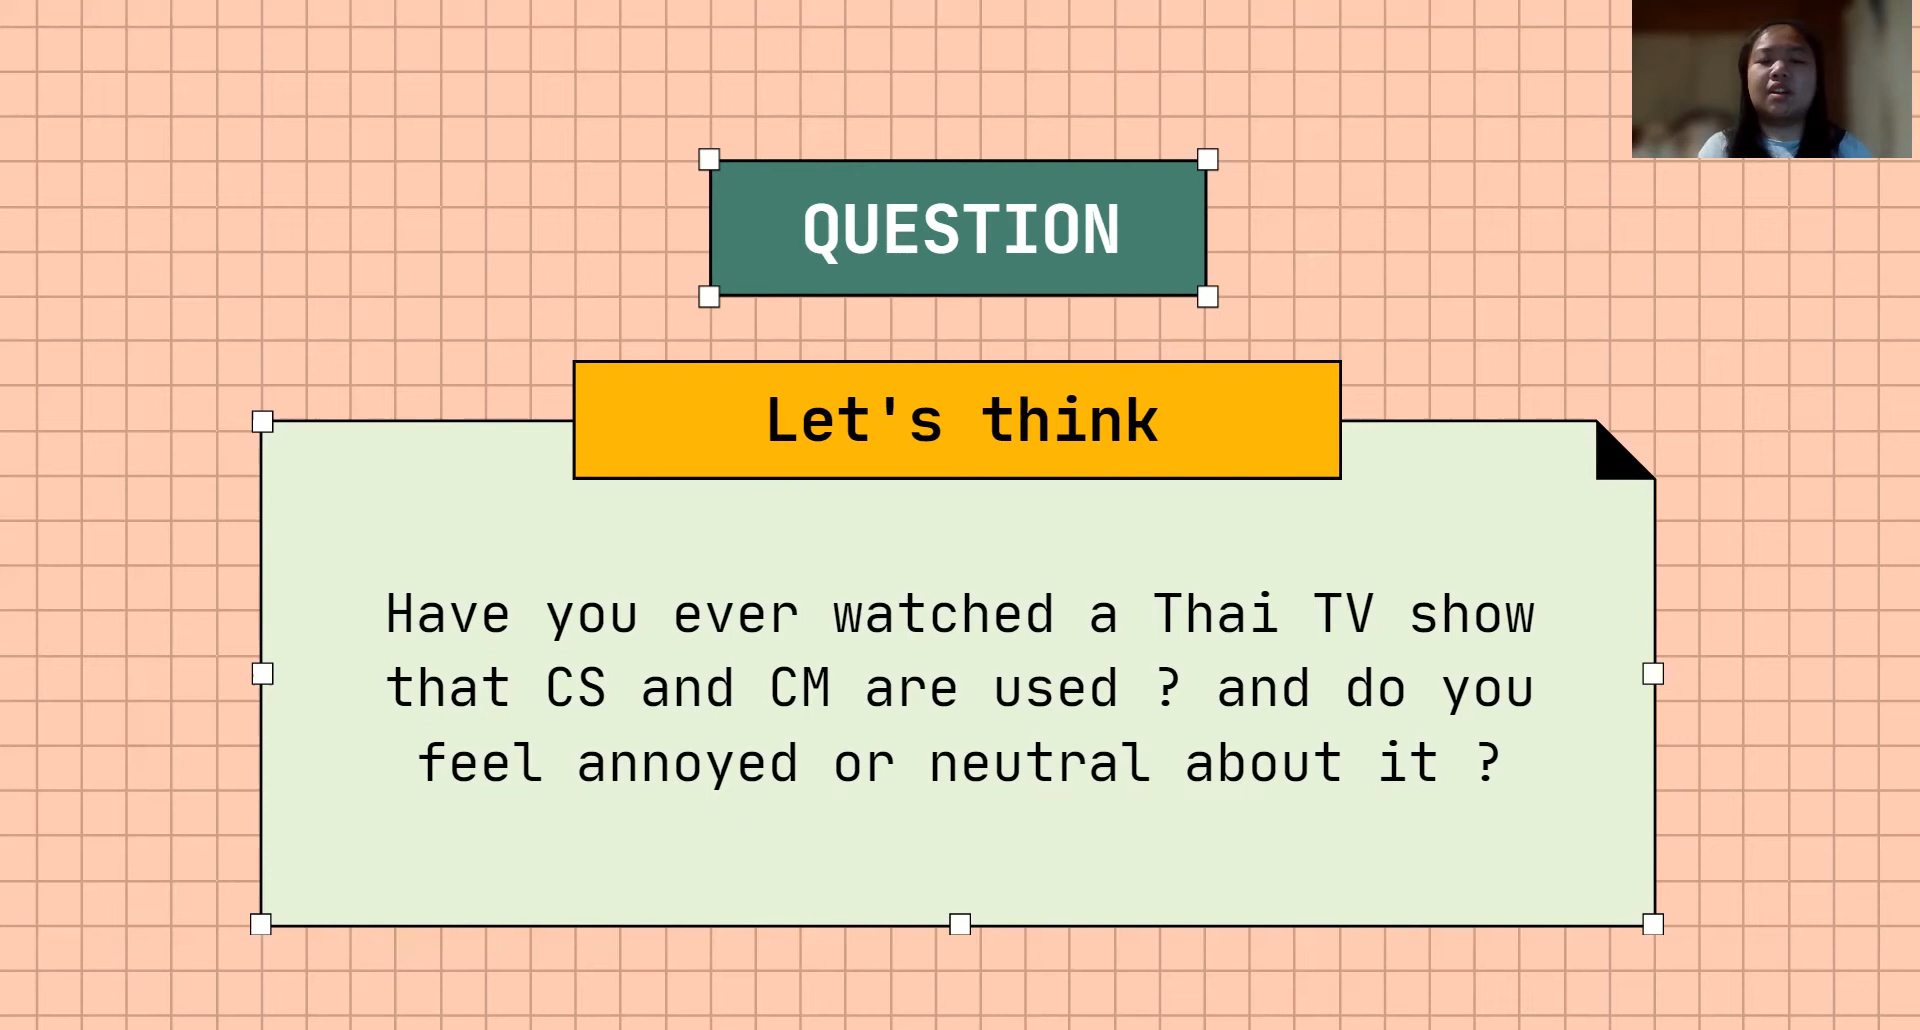 QUESTION
Let's think
Have you ever watched a Thai TV show
that CS and CM are used ? and do you
feel annoyed or neutral about it ?